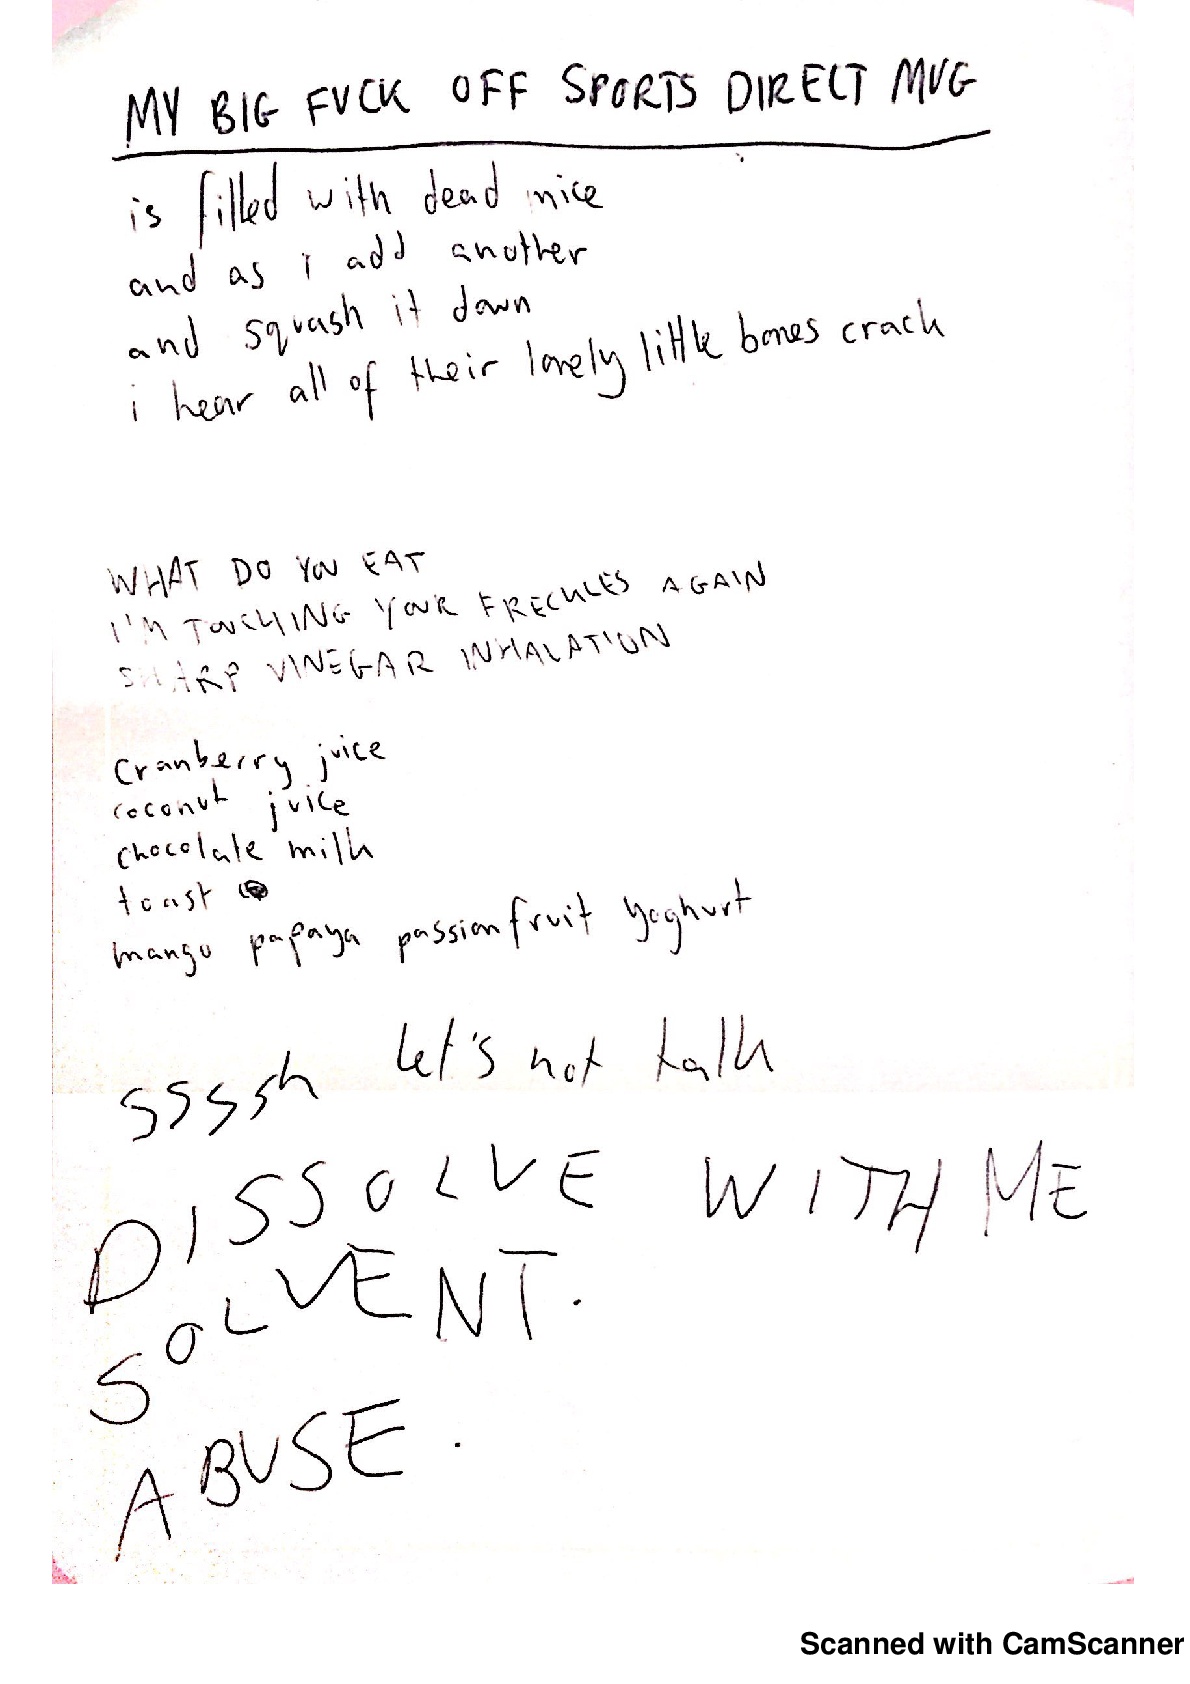 MY BIG FUCK OFF SPORTS DIRECT MUG
is filled with dead mice
and as i add another
and squash it down
i hear all of their lovely little bones crack
WHAT DO YOU EAT
I'M TOUCHING YOUR FRECKLES AGAIN
SHARP VINEGAR INHALATION
cranberry juice
coconut juice
chocolate milk
toast
mango papaya passionfruit yoghurt
sssssh let's not talk
DISSOLVE WITH ME
SOLVENT.
ABUSE.
Scanned with CamScanner